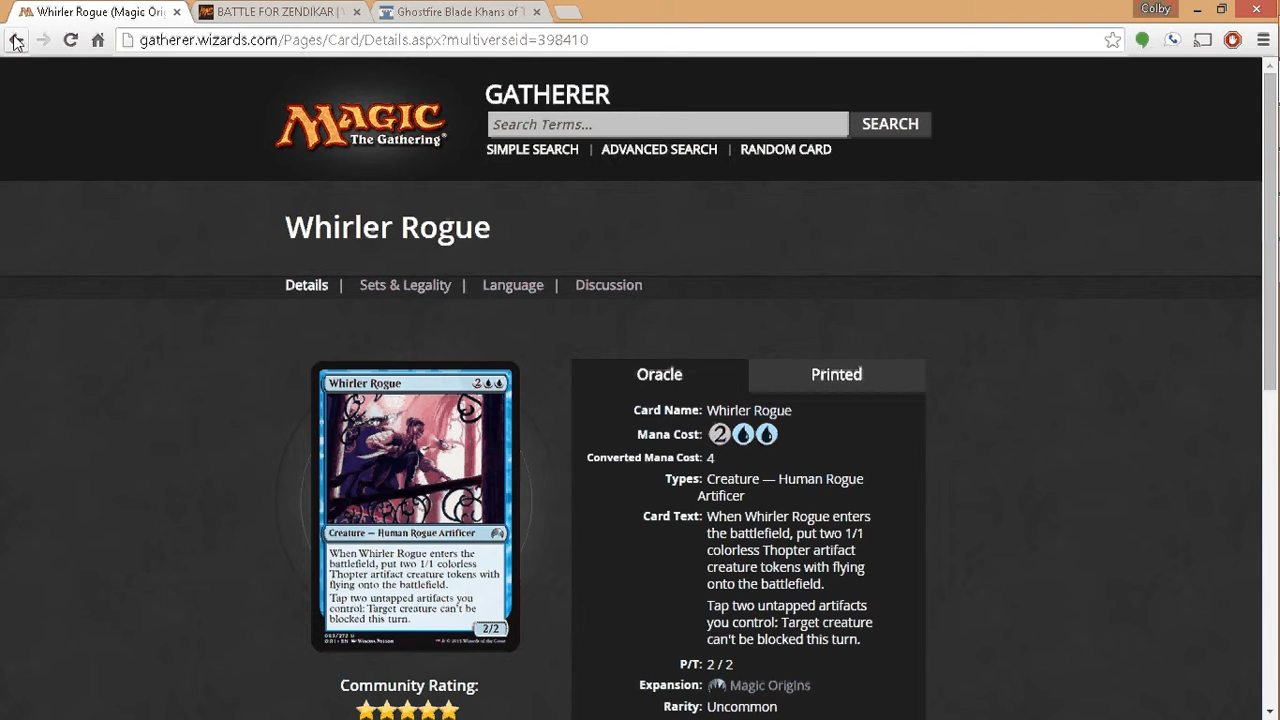 Whirler Rogue (Magic Ori
BATTLE FOR ZENDIKAR |
Ghostfire Blade Khans of T
Colby
gatherer.wizards.com/Pages/Card/Details.aspx?multiverseid=398410
MAGIC
The Gathering®
GATHERER
Search Terms...
SEARCH
SIMPLE SEARCH | ADVANCED SEARCH | RANDOM CARD
Whirler Rogue
Details | Sets & Legality | Language | Discussion
Whirler Rogue 2
Creature — Human Rogue Artificer
When Whirler Rogue enters the
battlefield, put two 1/1 colorless
Thopter artifact creature tokens with
flying onto the battlefield.
Tap two untapped artifacts you
control: Target creature can't be
blocked this turn.
2/2
Community Rating:
Oracle
Printed
Card Name: Whirler Rogue
Mana Cost: 2
Converted Mana Cost: 4
Types: Creature — Human Rogue
Artificer
Card Text: When Whirler Rogue enters
the battlefield, put two 1/1
colorless Thopter artifact
creature tokens with flying
onto the battlefield.
Tap two untapped artifacts
you control: Target creature
can't be blocked this turn.
P/T: 2 / 2
Expansion: Magic Origins
Rarity: Uncommon